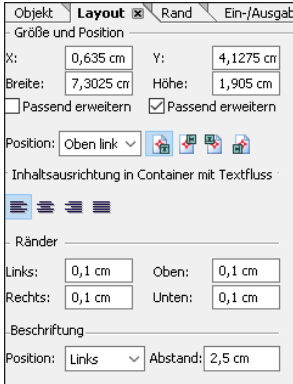 Objekt Layout Rand Ein-/Ausgab
Größe und Position
X: 0,635 cm Y: 4,1275 cm
Breite: 7,3025 cm Höhe: 1,905 cm
Passend erweitern Passend erweitern
Position: Oben link
Inhaltsausrichtung in Container mit Textfluss
Ränder
Links: 0,1 cm Oben: 0,1 cm
Rechts: 0,1 cm Unten: 0,1 cm
Beschriftung
Position: Links Abstand: 2,5 cm